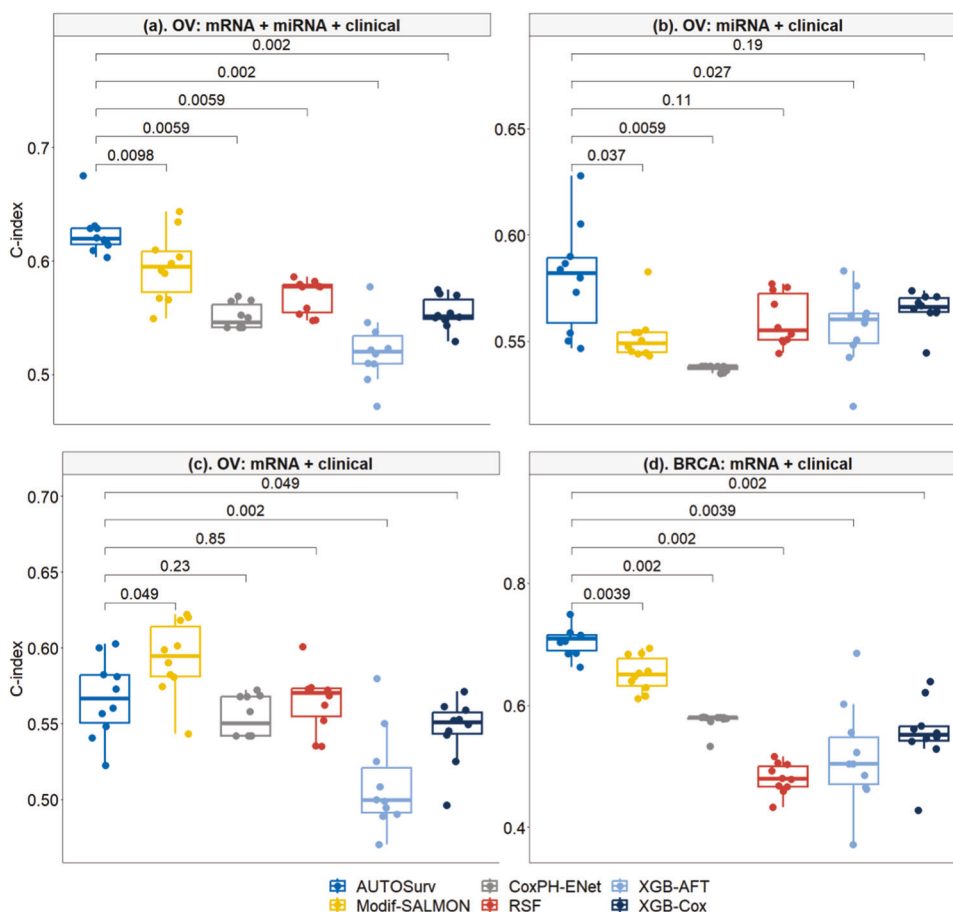 (a). OV: mRNA + miRNA + clinical
0.002
0.002
0.0059
0.0059
0.0098
0.7
0.6
0.5
C-index
(b). OV: miRNA + clinical
0.19
0.027
0.11
0.0059
0.037
0.65
0.60
0.55
(c). OV: mRNA + clinical
0.049
0.002
0.85
0.23
0.049
0.70
0.65
0.60
0.55
0.50
C-index
(d). BRCA: mRNA + clinical
0.002
0.0039
0.002
0.002
0.0039
0.8
0.6
0.4
AUTOSurv
CoxPH-ENet
XGB-AFT
Modif-SALMON
RSF
XGB-Cox